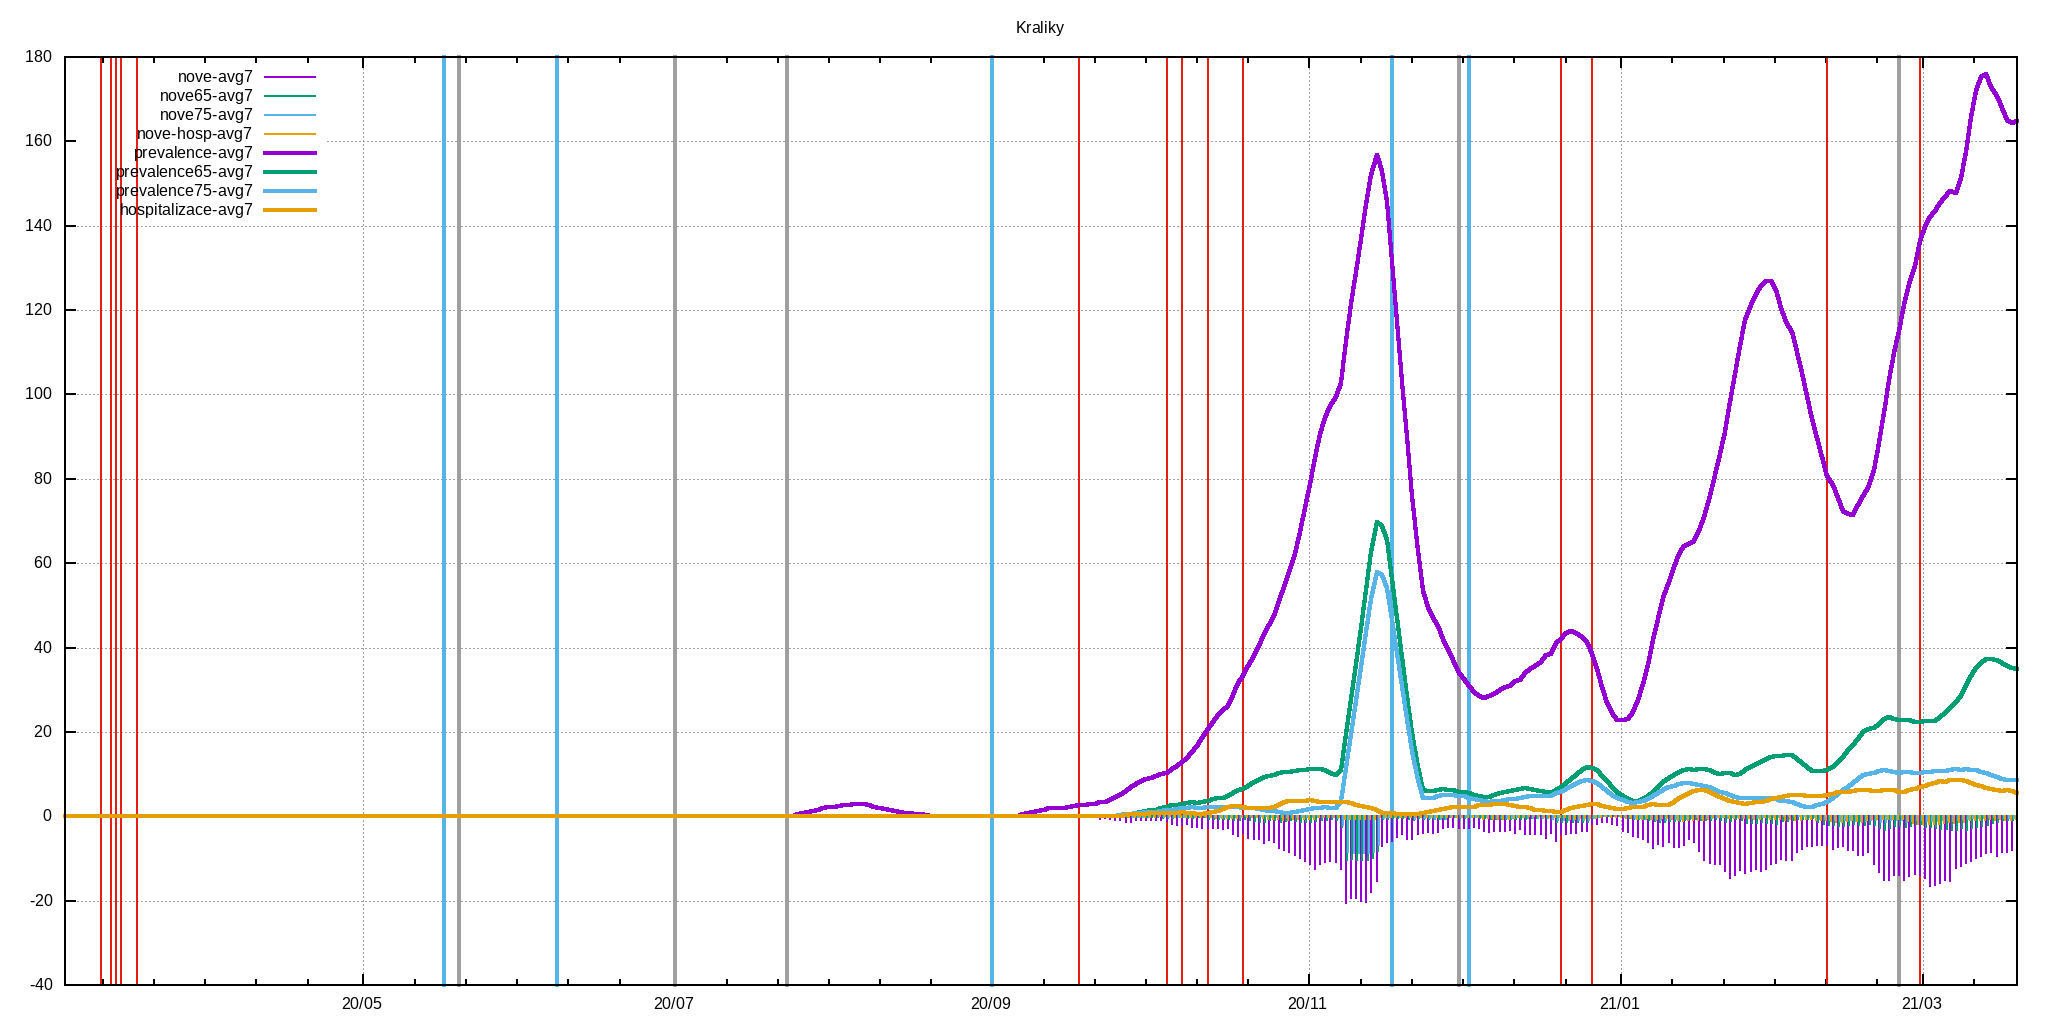 Kraliky
180
160
140
120
100
80
60
40
20
0
-20
-40
nove-avg7
nove65-avg7
nove75-avg7
nove-hosp-avg7
prevalence-avg7
prevalence65-avg7
prevalence75-avg7
hospitalizace-avg7
20/05 20/07 20/09 20/11 21/01 21/03